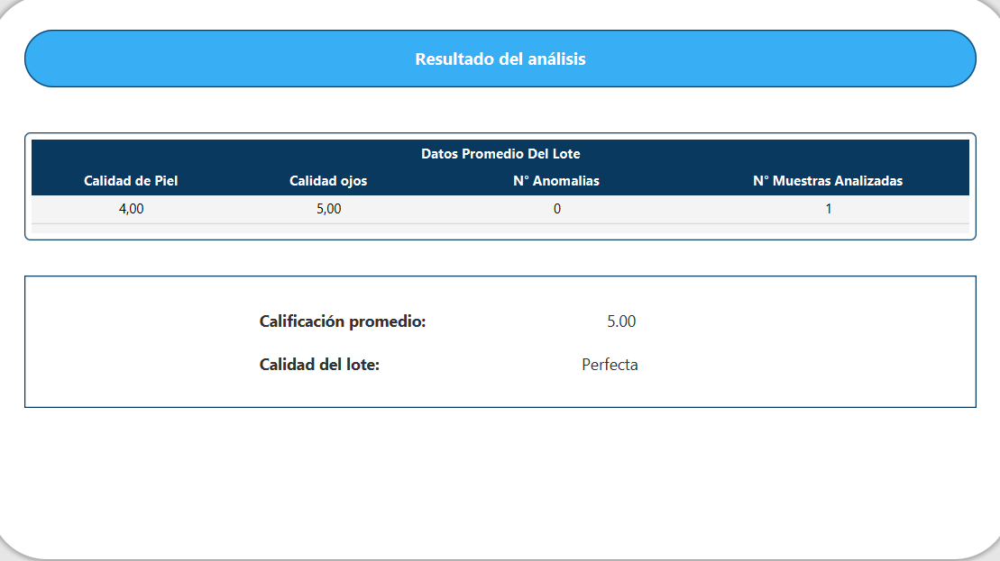 Resultado del análisis
Datos Promedio Del Lote
Calidad de Piel Calidad ojos N° Anomalias N° Muestras Analizadas
4,00 5,00 0 1
Calificación promedio: 5.00
Calidad del lote: Perfecta